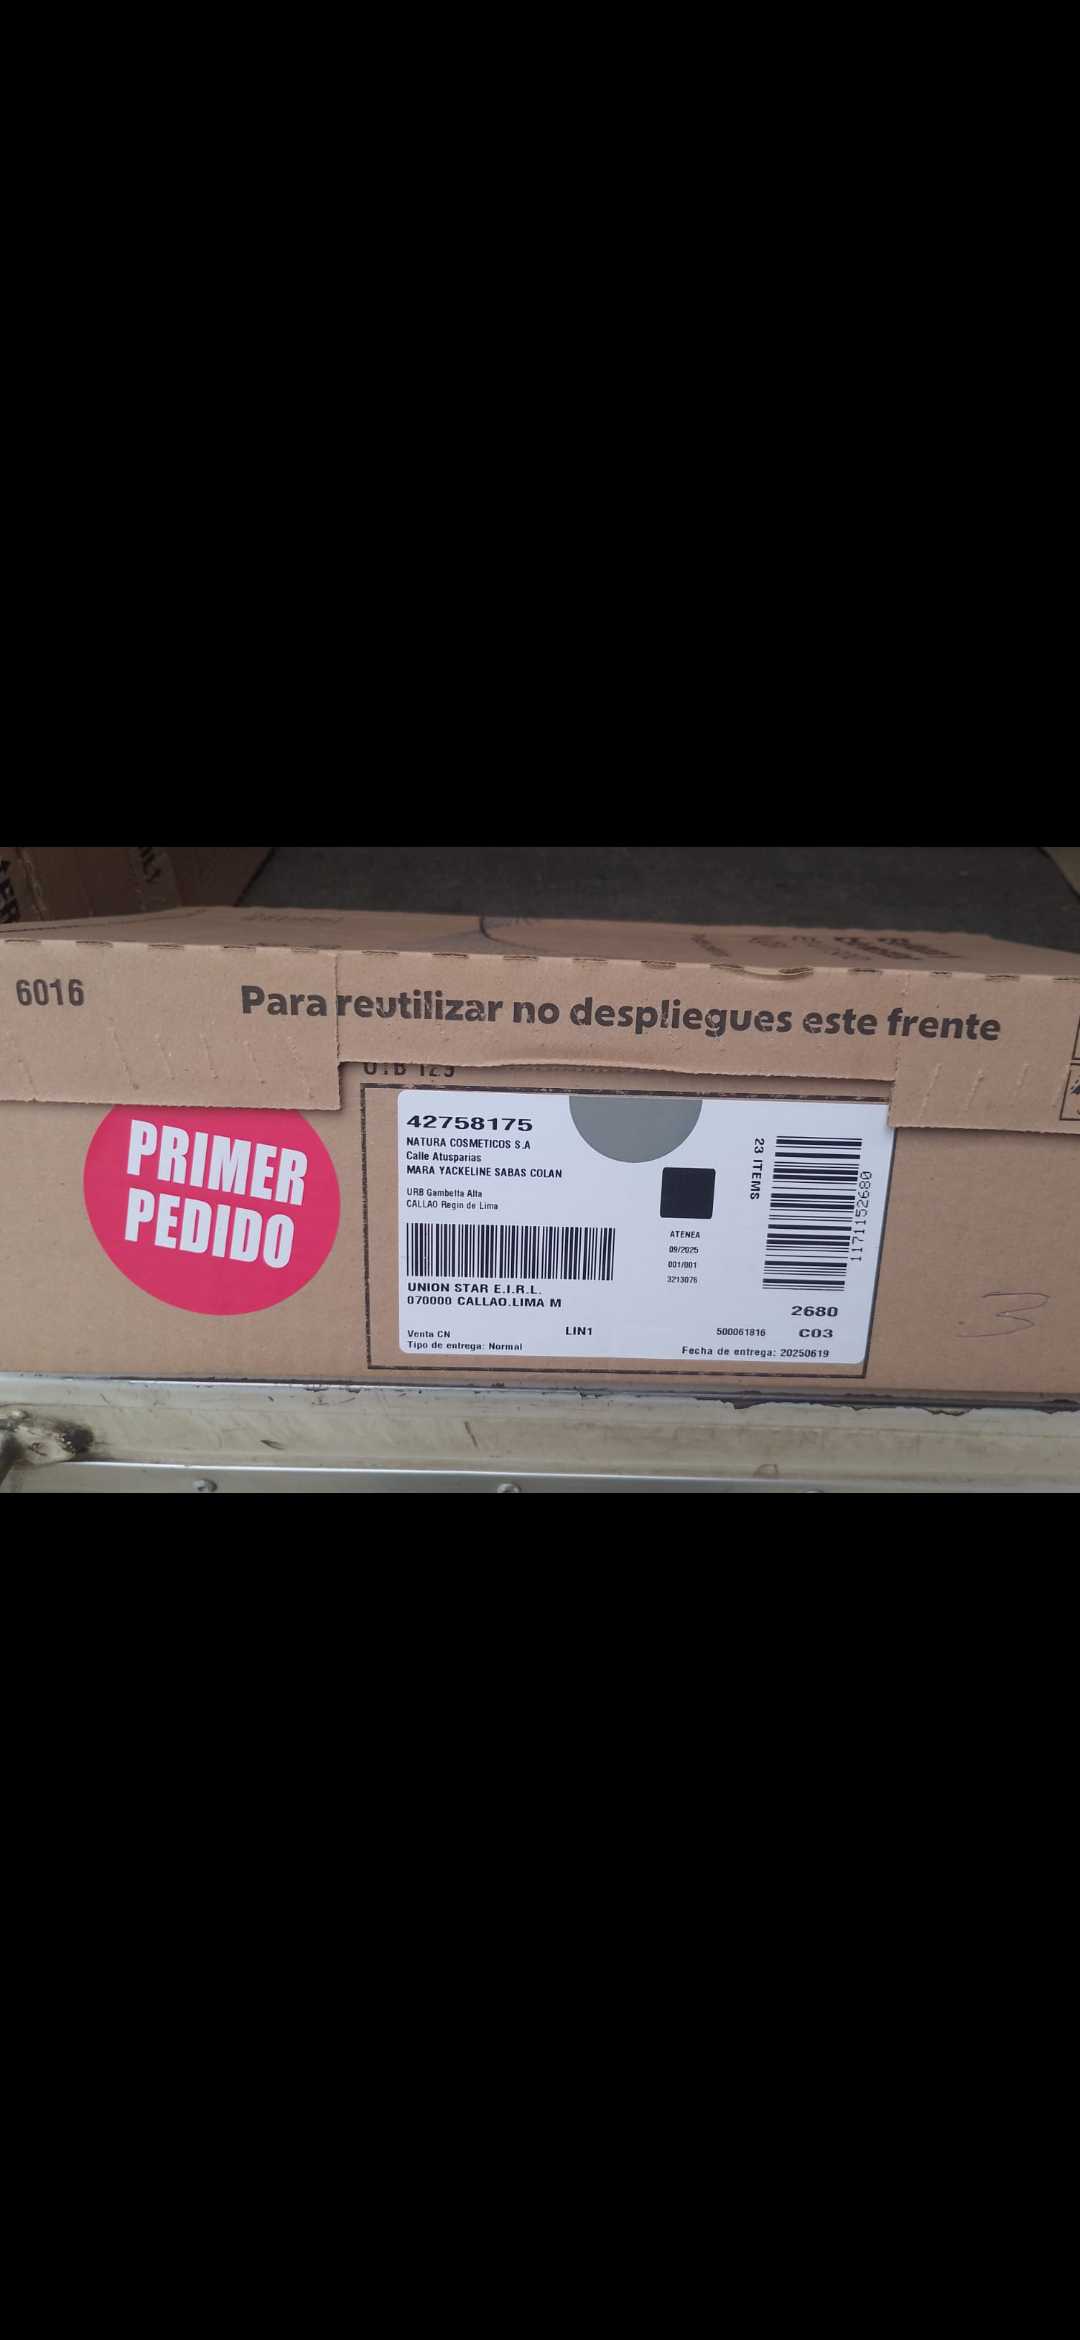 6016
Para reutilizar no despliegues este frente
PRIMER
PEDIDO
42758175
NATURA COSMETICOS S.A
Calle Atusparias
MARA YACKELINE SABAS COLAN
URB Gambetta Alta
CALLAO Regin de Lima
UNION STAR E.I.R.L.
070000 CALLAO.LIMA M
Venta CN
Tipo de entrega: Normal
LIN1
ATENEA
09/2025
001/001
3213076
23 ITEMS
1171152680
2680
500061816
C03
Fecha de entrega: 20250619
3